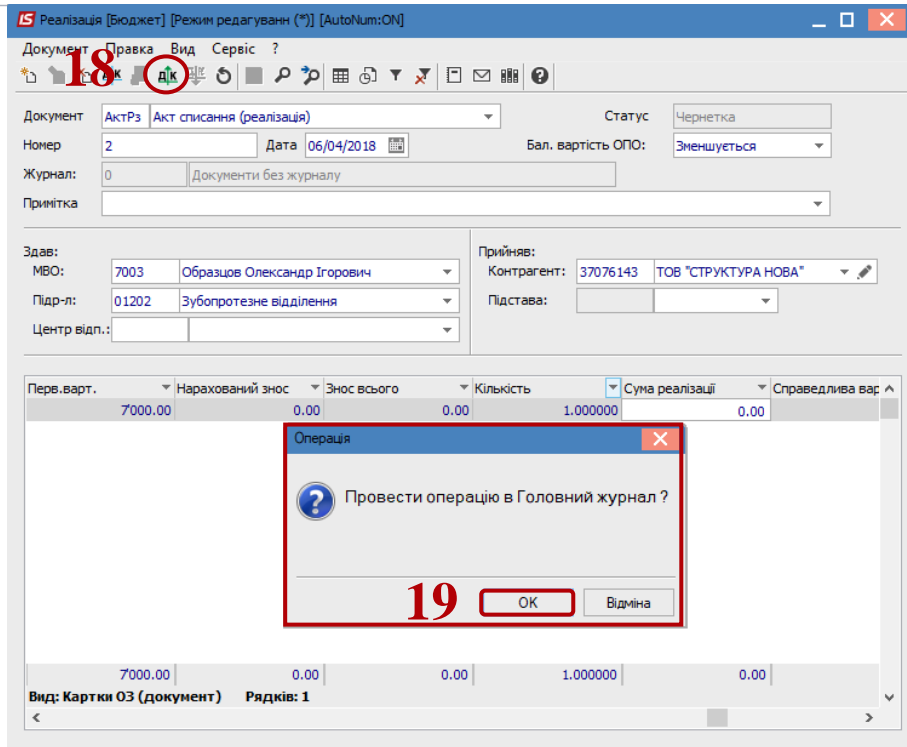 Реалізація [Бюджет] [Режим редагуванн (*)] [AutoNum:ON]
Документ Правка Вид Сервіс ?
18
Документ АктРз Акт списання (реалізація) Статус Чернетка
Номер 2 Дата 06/04/2018 Бал. вартість ОПО: Зменшується
Журнал: 0 Документи без журналу
Примітка
Здав: Прийняв:
МВО: 7003 Образцов Олександр Ігорович Контрагент: 37076143 ТОВ "СТРУКТУРА НОВА"
Підр-л: 01202 Зубопротезне відділення Підстава:
Центр відп.:
Перв.варт. Нарахований знос Знос всього Кількість Сума реалізації Справедлива вар
7'000.00 0.00 0.00 1.000000 0.00
Операція
Провести операцію в Головний журнал ?
19 OK Відміна
7'000.00 0.00 0.00 1.000000 0.00
Вид: Картки ОЗ (документ) Рядків: 1